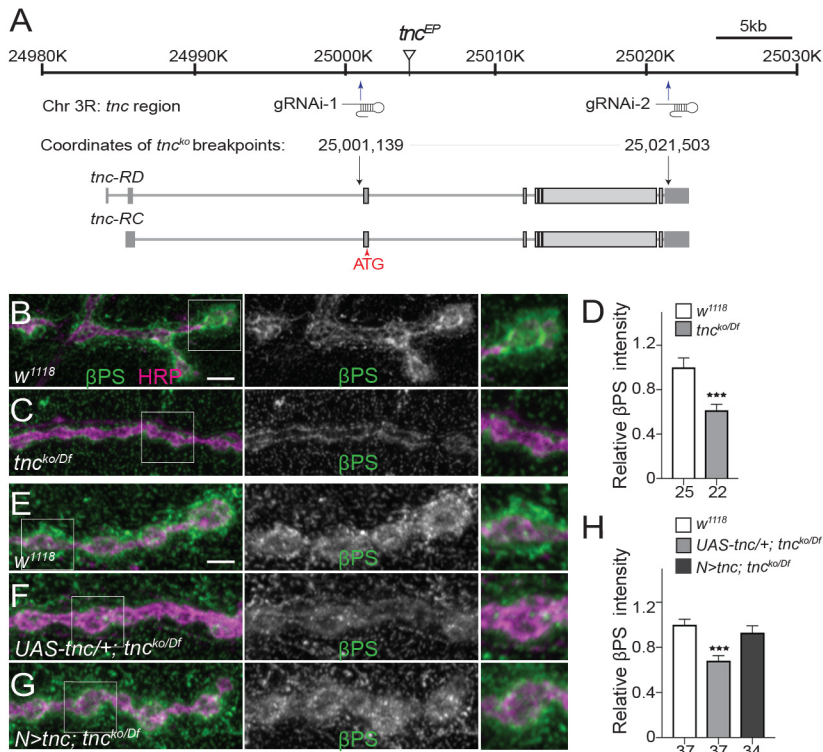 A
tnc^EP
5kb
24980K 24990K 25000K 25010K 25020K 25030K
Chr 3R: tnc region
gRNAi-1
gRNAi-2
Coordinates of tnc^ko breakpoints:
25,001,139
25,021,503
tnc-RD
tnc-RC
ATG
B
w^1118
βPS
HRP
βPS
C
tnc^ko/Df
βPS
D
w^1118
tnc^ko/Df
Relative βPS intensity
1.2
0.8
0.4
0
***
25 22
E
w^1118
βPS
F
UAS-tnc/+; tnc^ko/Df
βPS
G
N>tnc; tnc^ko/Df
βPS
H
w^1118
UAS-tnc/+; tnc^ko/Df
N>tnc; tnc^ko/Df
Relative βPS intensity
1.2
0.8
0.4
0
***
37 37 34